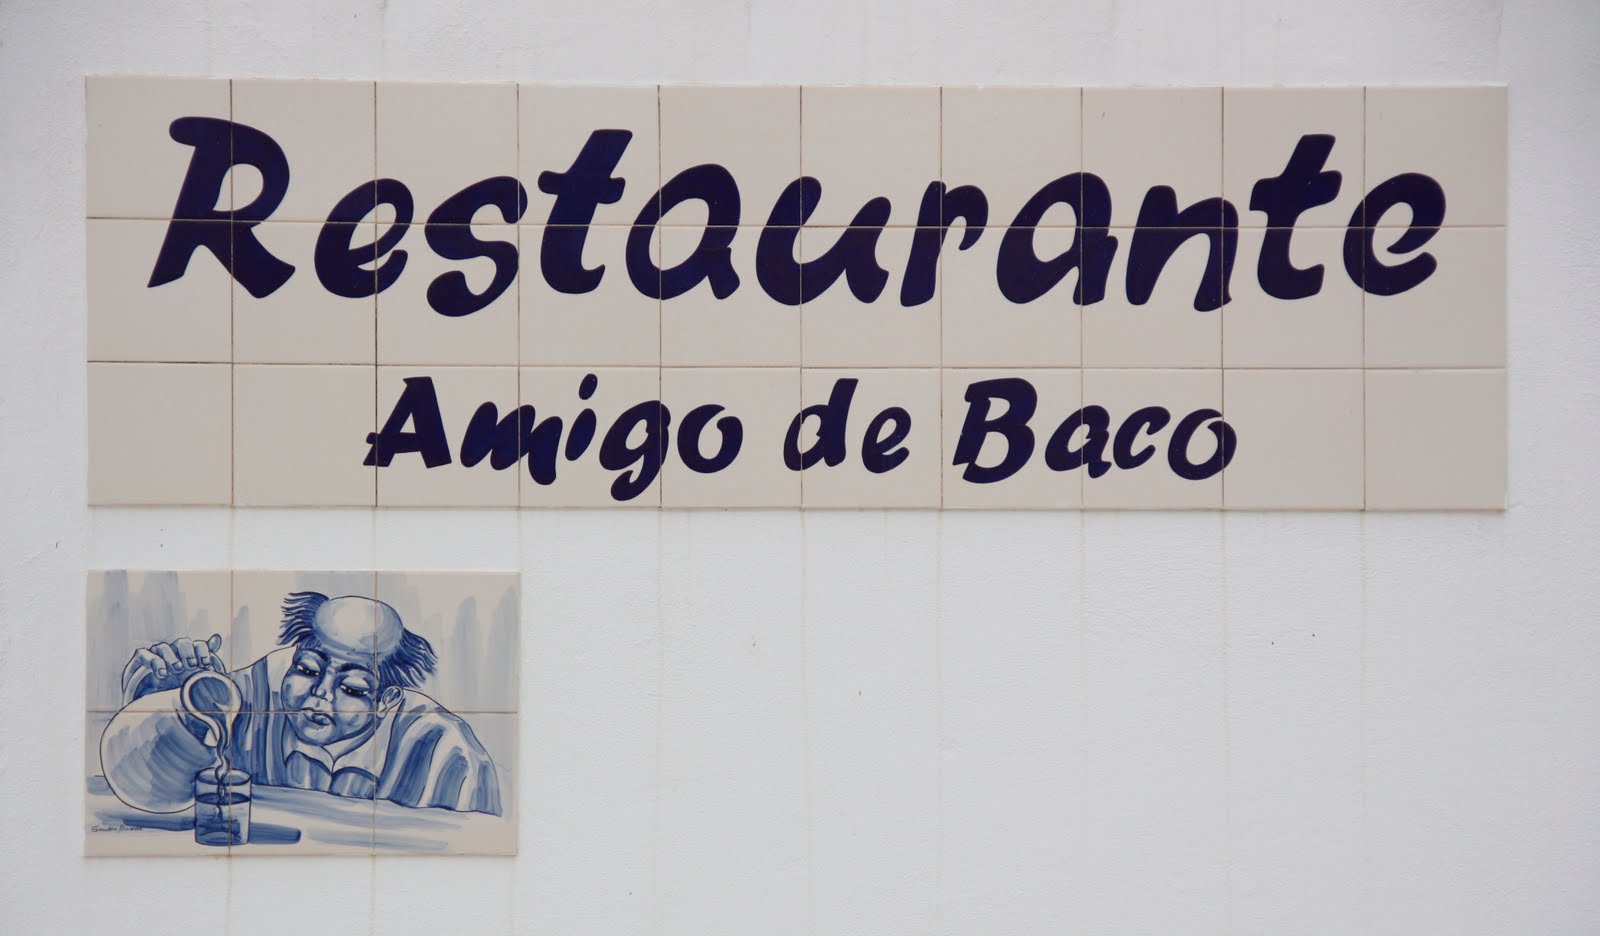 Restaurante
Amigo de Baco